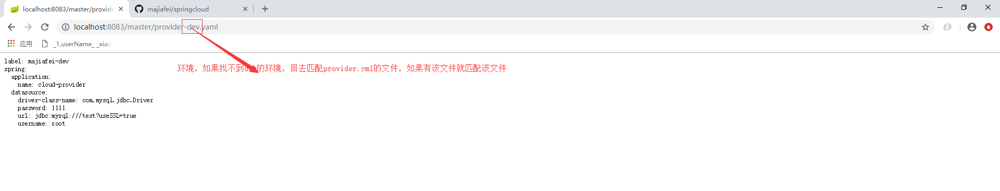 localhost:8083/master/provide
majiafei/springcloud
localhost:8083/master/provider-dev.yaml
应用
_1,userName_ _xiao
label: majiafei-dev
环境，如果找不到 的环境，回去匹配provider.yml的文件，如果有该文件就匹配该文件
spring:
application:
name: cloud-provider
datasource:
driver-class-name: com.mysql.jdbc.Driver
password: 1111
url: jdbc:mysql:///test?useSSL=true
username: root